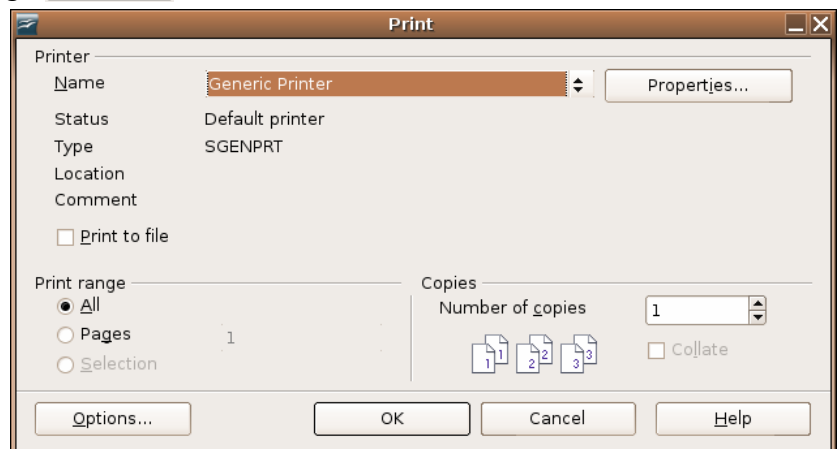 Print
Printer
Name Generic Printer Properties...
Status Default printer
Type SGENPRT
Location
Comment
Print to file
Print range Copies
All Number of copies 1
Pages 1
1 1 2 2 3 3 Collate
Selection
Options... OK Cancel Help